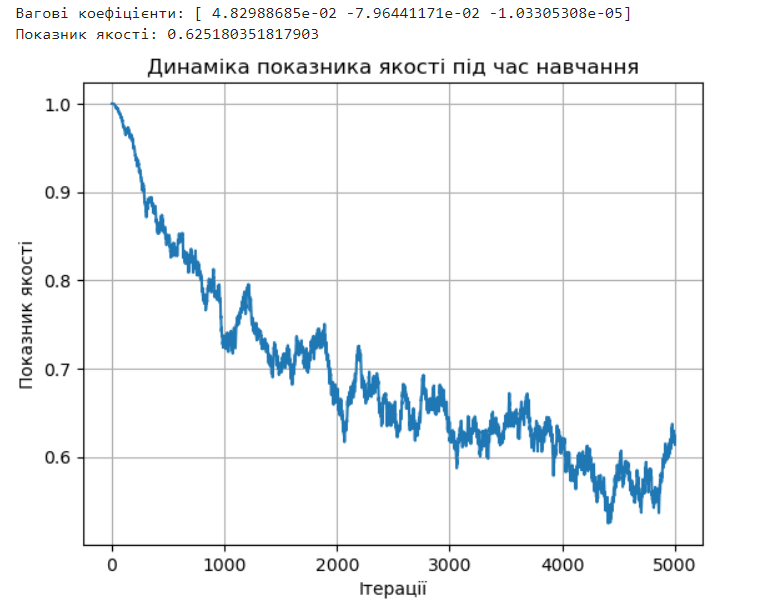 Вагові коефіцієнти: [ 4.82988685e-02 -7.96441171e-02 -1.03305308e-05]
Показник якості: 0.625180351817903
Динаміка показника якості під час навчання
Показник якості
1.0
0.9
0.8
0.7
0.6
0 1000 2000 3000 4000 5000
Ітерації